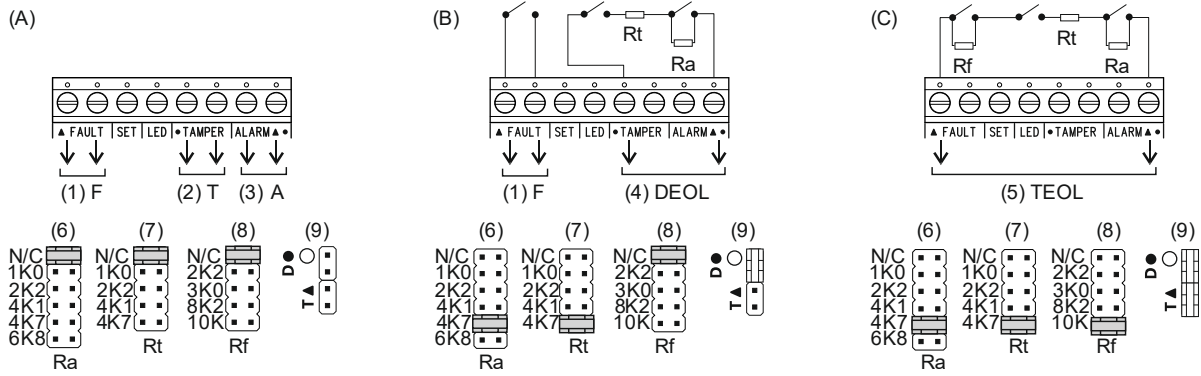 (A)
▲ FAULT SET LED ●TAMPER ALARM▲●
(1) F (2) T (3) A
(6) (7) (8) (9)
N/C N/C N/C D●○
1K0 1K0 2K2
2K2 2K2 3K0 T▲
4K1 4K1 8K2
4K7 4K7 10K
6K8
Ra Rt Rf
(B)
Rt
Ra
▲ FAULT SET LED ●TAMPER ALARM▲●
(1) F (4) DEOL
(6) (7) (8) (9)
N/C N/C N/C D●○
1K0 1K0 2K2
2K2 2K2 3K0 T▲
4K1 4K1 8K2
4K7 4K7 10K
6K8
Ra Rt Rf
(C)
Rt
Rf Ra
▲ FAULT SET LED ●TAMPER ALARM▲●
(5) TEOL
(6) (7) (8) (9)
N/C N/C N/C D●○
1K0 1K0 2K2
2K2 2K2 3K0 T▲
4K1 4K1 8K2
4K7 4K7 10K
6K8
Ra Rt Rf